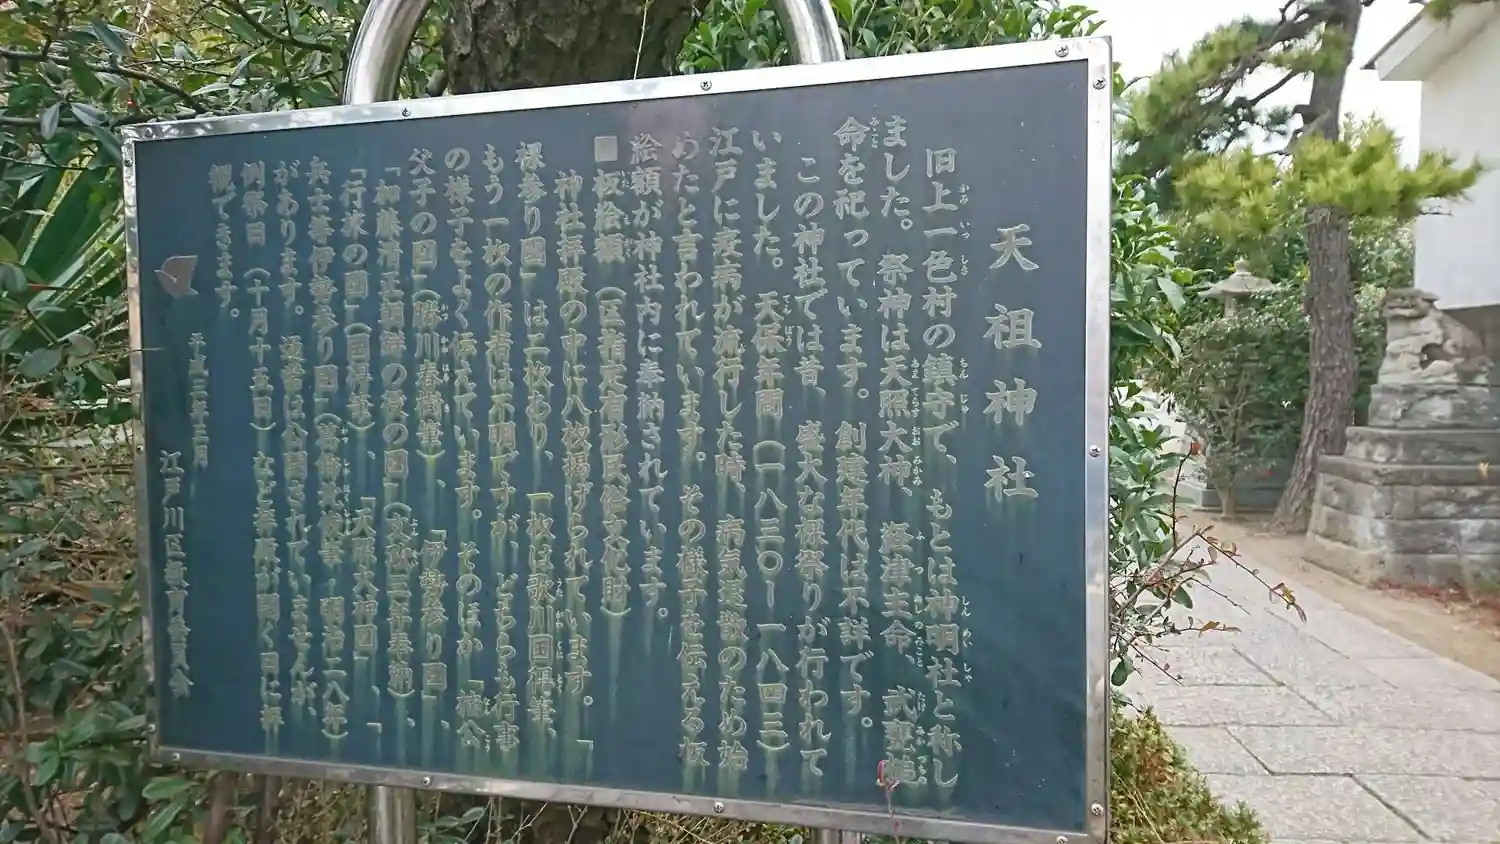 天祖神社
旧上一色村の鎮守で、もとは神明社と称し
ました。祭神は天照大神、経津主命、武甕槌
命を祀っています。創建年代は不詳です。
この神社では昔、盛大な裸祭りが行われて
いました。天保年間(一八三〇ー一八四三)
江戸に疫病が流行した時、病気退散のため始
めたと言われています。その様子を伝える板
絵額が神社内に奉納されています。
■板絵額(区指定有形民俗文化財)
神社拝殿の中に八枚掲げられています。「
裸参り図」は二枚あり、一枚は歌川国得筆、
もう一枚の作者は不明ですが、どちらも行事
の様子をよく伝えています。そのほか「楠公
父子の図」(勝川春樹筆)、「伊勢参り図」、
「加藤清正朝鮮の役の図」(文政三年奉納)、
「行衆の図」(国得筆)、「天照大神図」、「
兵士等伊勢参り図」(明治二八年)
があります。通常は公開されていませんが、
例祭日(十月十五日)など本殿が開く日に拝
観できます。
平成三年三月
江戸川区教育委員会